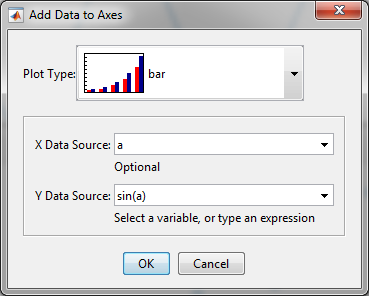 Add Data to Axes
Plot Type: bar
X Data Source: a
Optional
Y Data Source: sin(a)
Select a variable, or type an expression
OK Cancel